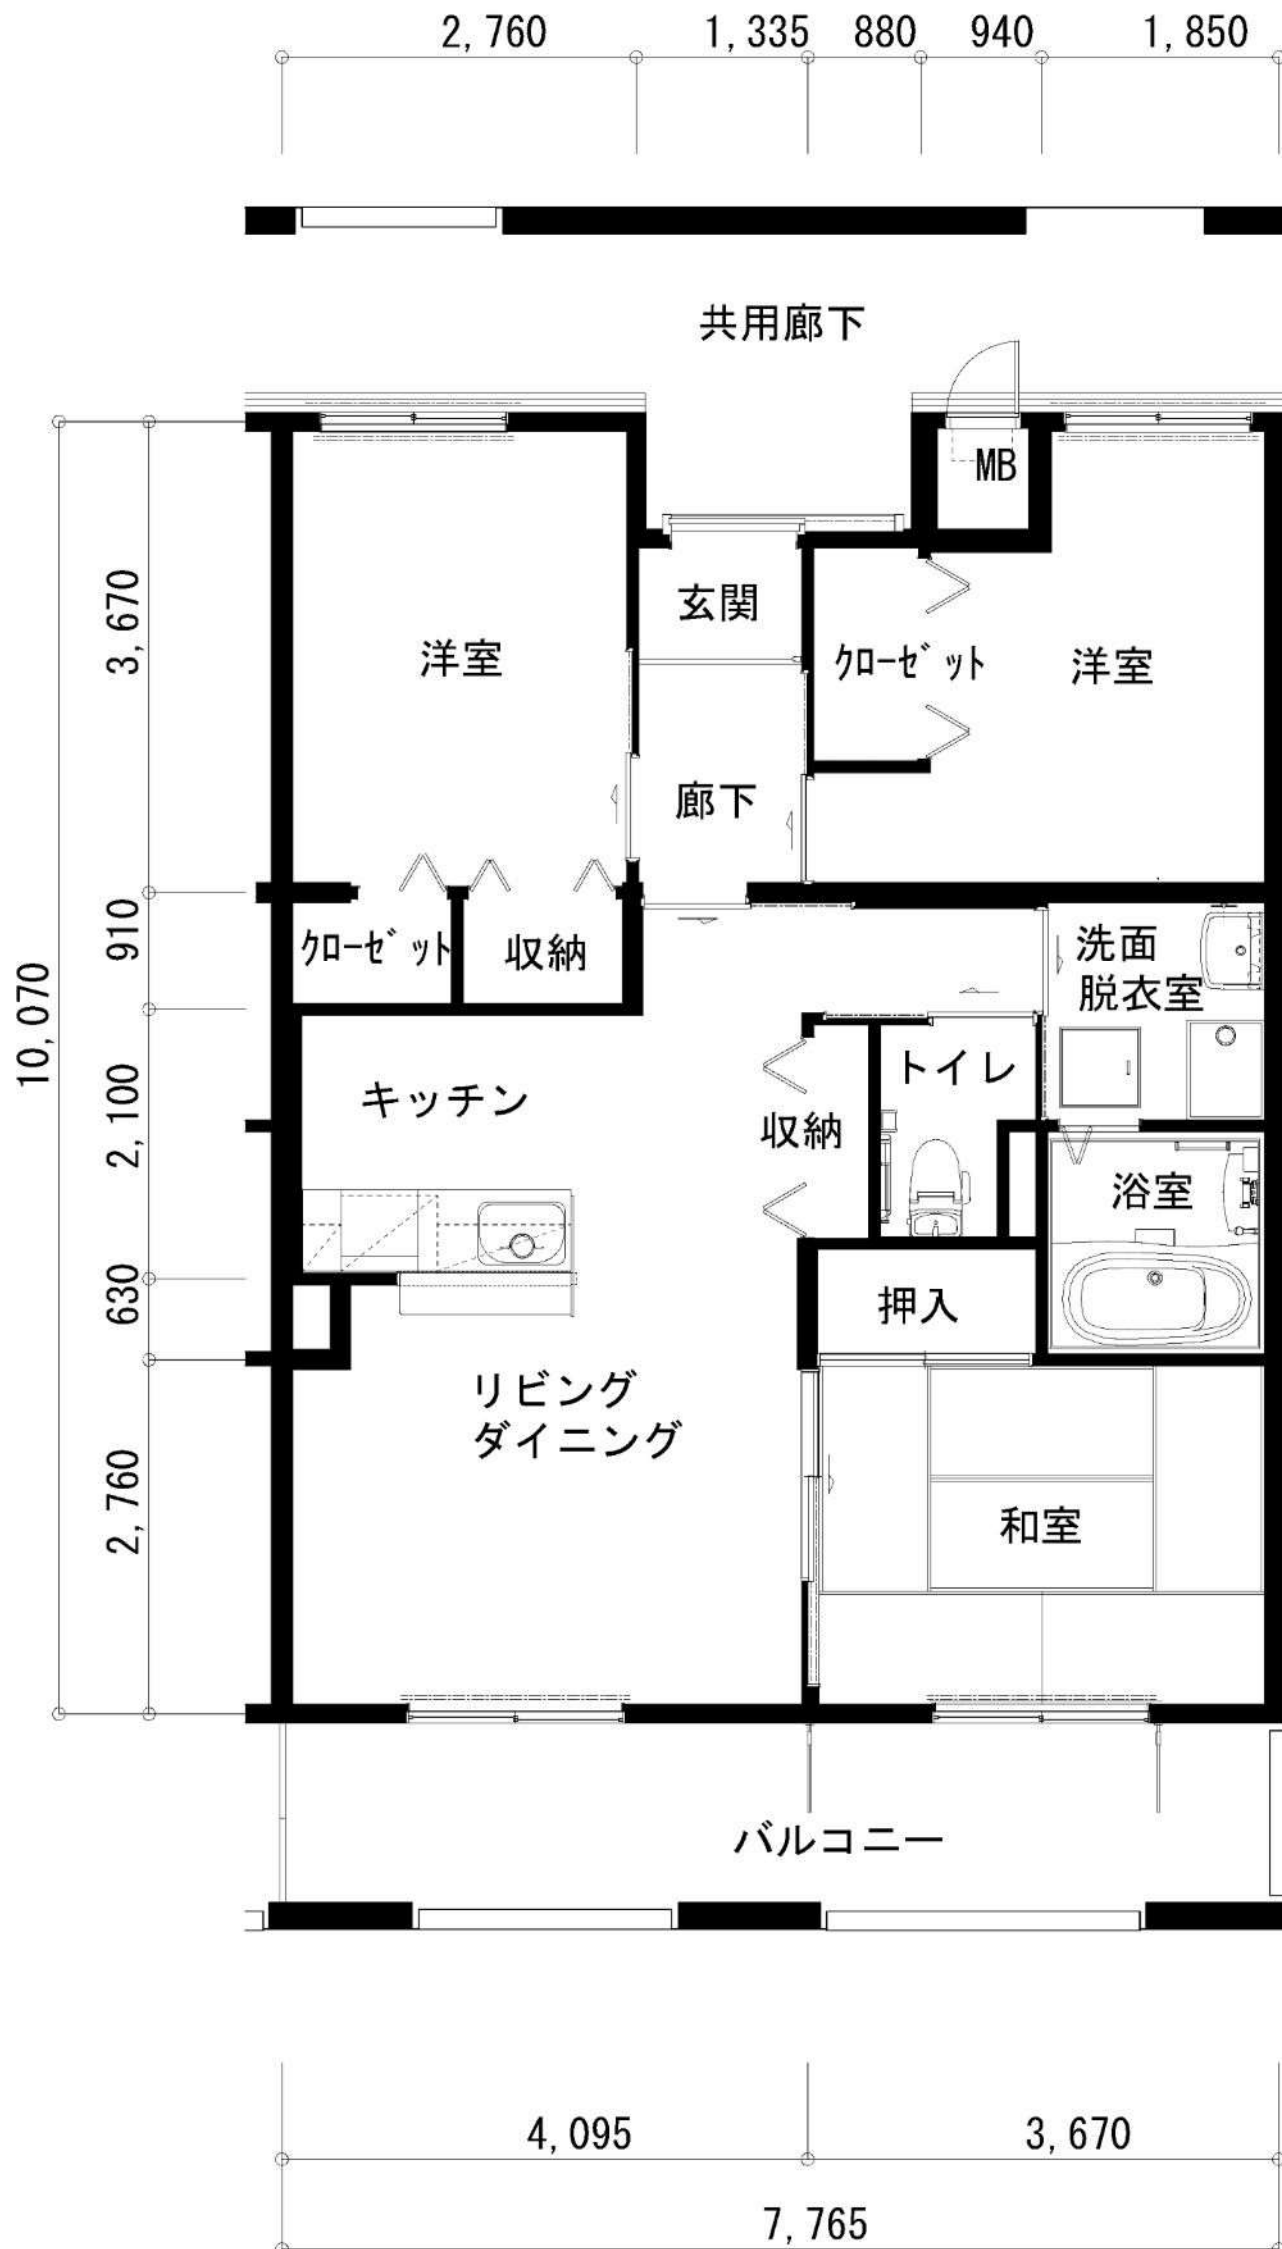 2,760
1,335
880
940
1,850
共用廊下
MB
玄関
洋室
ｸﾛｰｾﾞｯﾄ
洋室
廊下
ｸﾛｰｾﾞｯﾄ
収納
洗面
脱衣室
キッチン
トイレ
収納
浴室
押入
リビング
ダイニング
和室
バルコニー
3,670
910
10,070
2,100
630
2,760
4,095
3,670
7,765